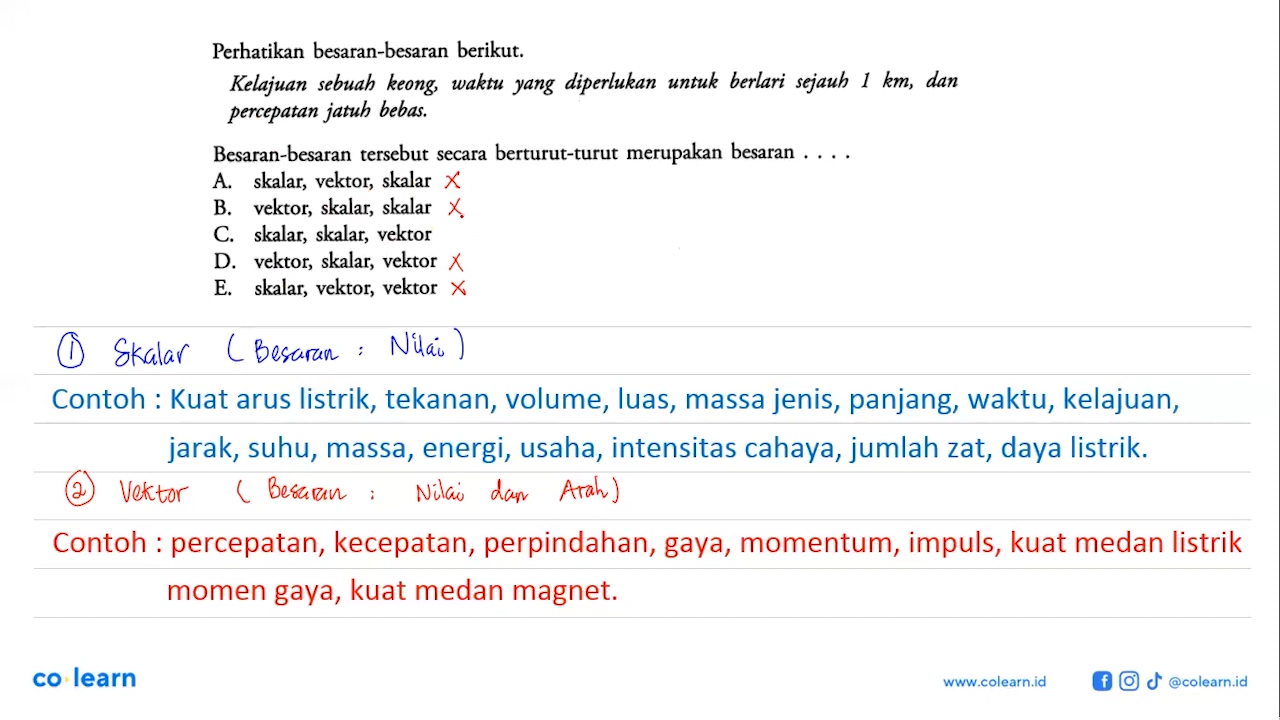 Perhatikan besaran-besaran berikut.
Kelajuan sebuah keong, waktu yang diperlukan untuk berlari sejauh 1 km, dan
percepatan jatuh bebas.
Besaran-besaran tersebut secara berturut-turut merupakan besaran . . . .
A. skalar, vektor, skalar X
B. vektor, skalar, skalar X
C. skalar, skalar, vektor
D. vektor, skalar, vektor X
E. skalar, vektor, vektor X
① Skalar (Besaran : Nilai)
Contoh : Kuat arus listrik, tekanan, volume, luas, massa jenis, panjang, waktu, kelajuan,
jarak, suhu, massa, energi, usaha, intensitas cahaya, jumlah zat, daya listrik.
② Vektor (Besaran : Nilai dan Arah)
Contoh : percepatan, kecepatan, perpindahan, gaya, momentum, impuls, kuat medan listrik
momen gaya, kuat medan magnet.
co learn www.colearn.id @colearn.id